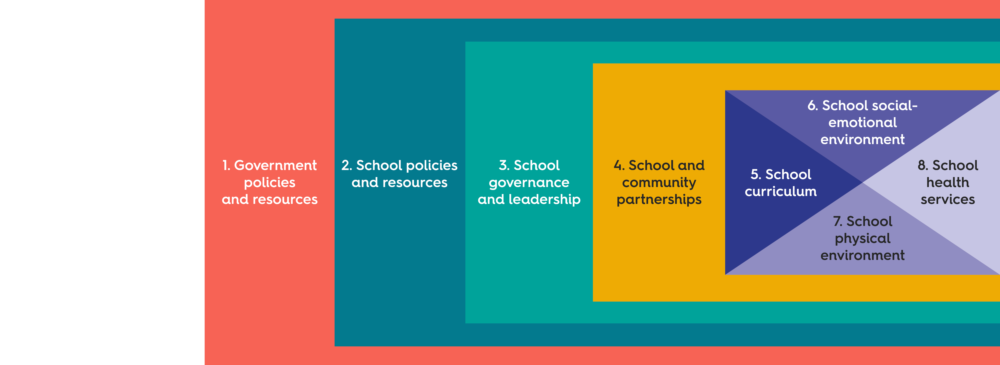 1. Government
policies
and resources
2. School policies
and resources
3. School
governance
and leadership
4. School and
community
partnerships
5. School
curriculum
6. School social-
emotional
environment
7. School
physical
environment
8. School
health
services